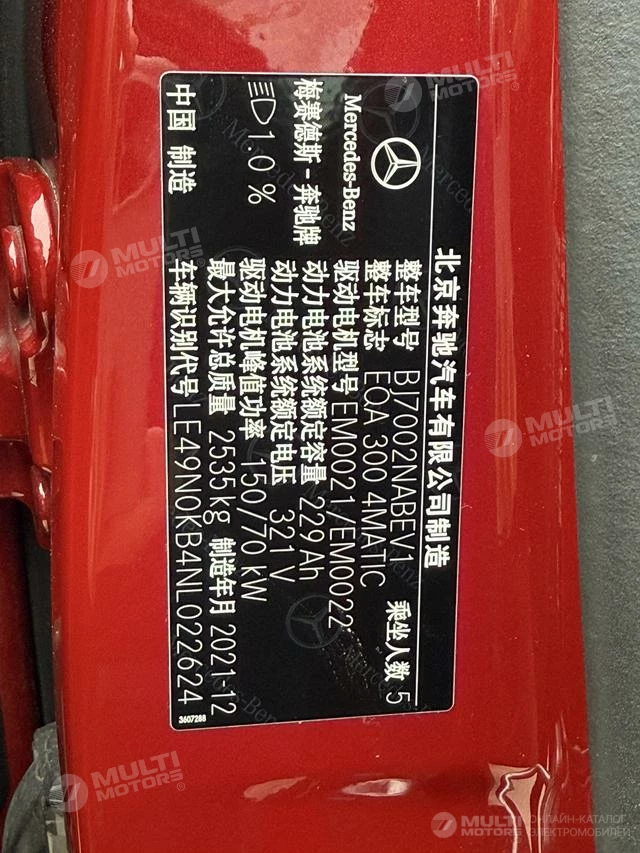 北京奔驰汽车有限公司制造
Mercedes-Benz
梅赛德斯-奔驰牌
1.0 %
中国 制造
整车型号 BJ7002NABEV1 乘坐人数 5
整车标志 EQA 300 4MATIC
驱动电机型号 EM0021/EM0022
动力电池系统额定容量 229 Ah
动力电池系统额定电压 321 V
驱动电机峰值功率 150/70 kW
最大允许总质量 2535kg 制造年月 2021-12
车辆识别代号 LE49N0KB4NL022624
3607288
MULTI MOTORS
MULTI MOTORS
MULTI MOTORS
MULTI MOTORS
MULTI MOTORS
MULTI MOTORS
ОНЛАЙН-КАТАЛОГ
ЭЛЕКТРОМОБИЛЕЙ